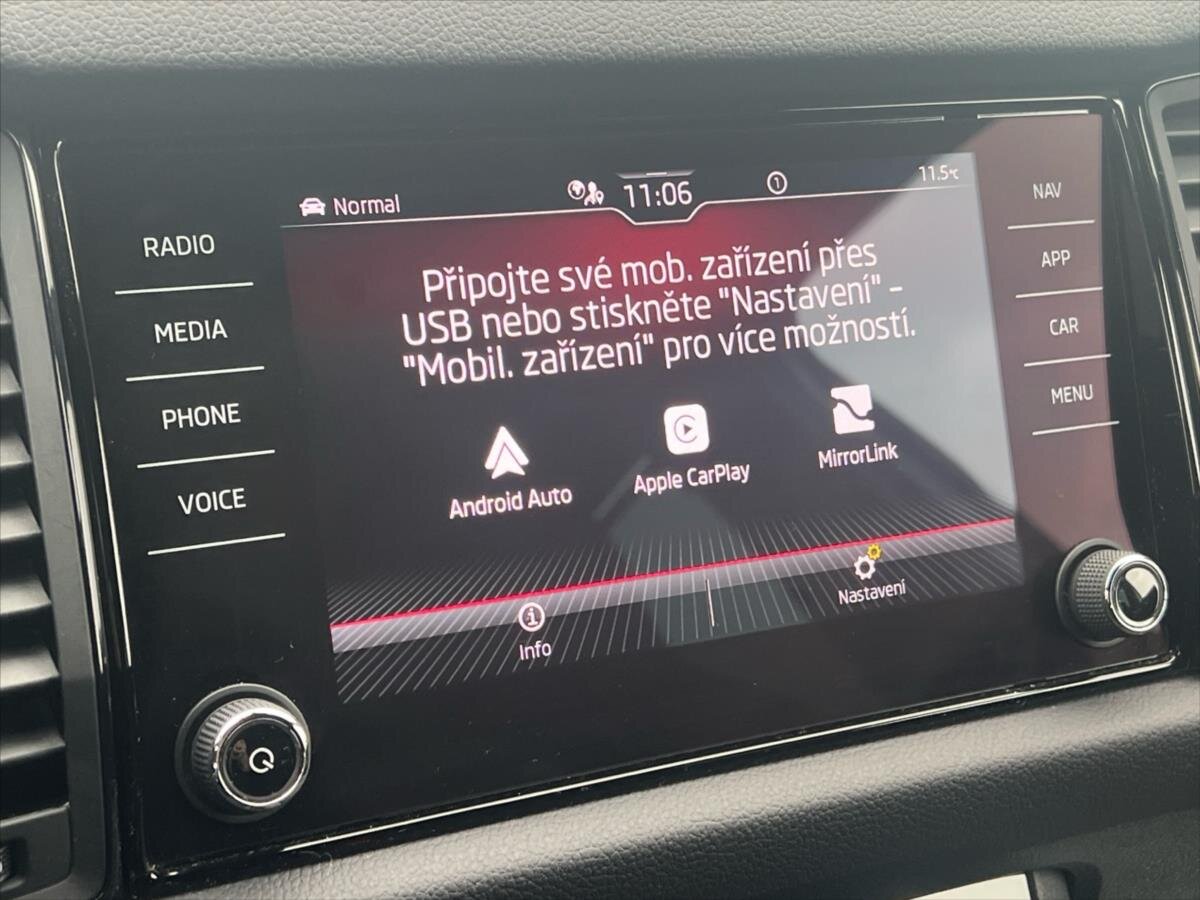 Normal
11:06
1
11.5°C
RADIO
MEDIA
PHONE
VOICE
Připojte své mob. zařízení přes
USB nebo stiskněte "Nastavení" -
"Mobil. zařízení" pro více možností.
Android Auto
Apple CarPlay
MirrorLink
Info
Nastavení
NAV
APP
CAR
MENU